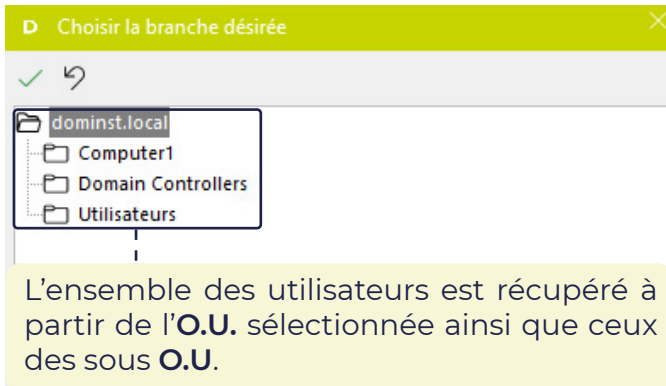 D Choisir la branche désirée
dominst.local
Computer1
Domain Controllers
Utilisateurs
L’ensemble des utilisateurs est récupéré à
partir de l’O.U. sélectionnée ainsi que ceux
des sous O.U.